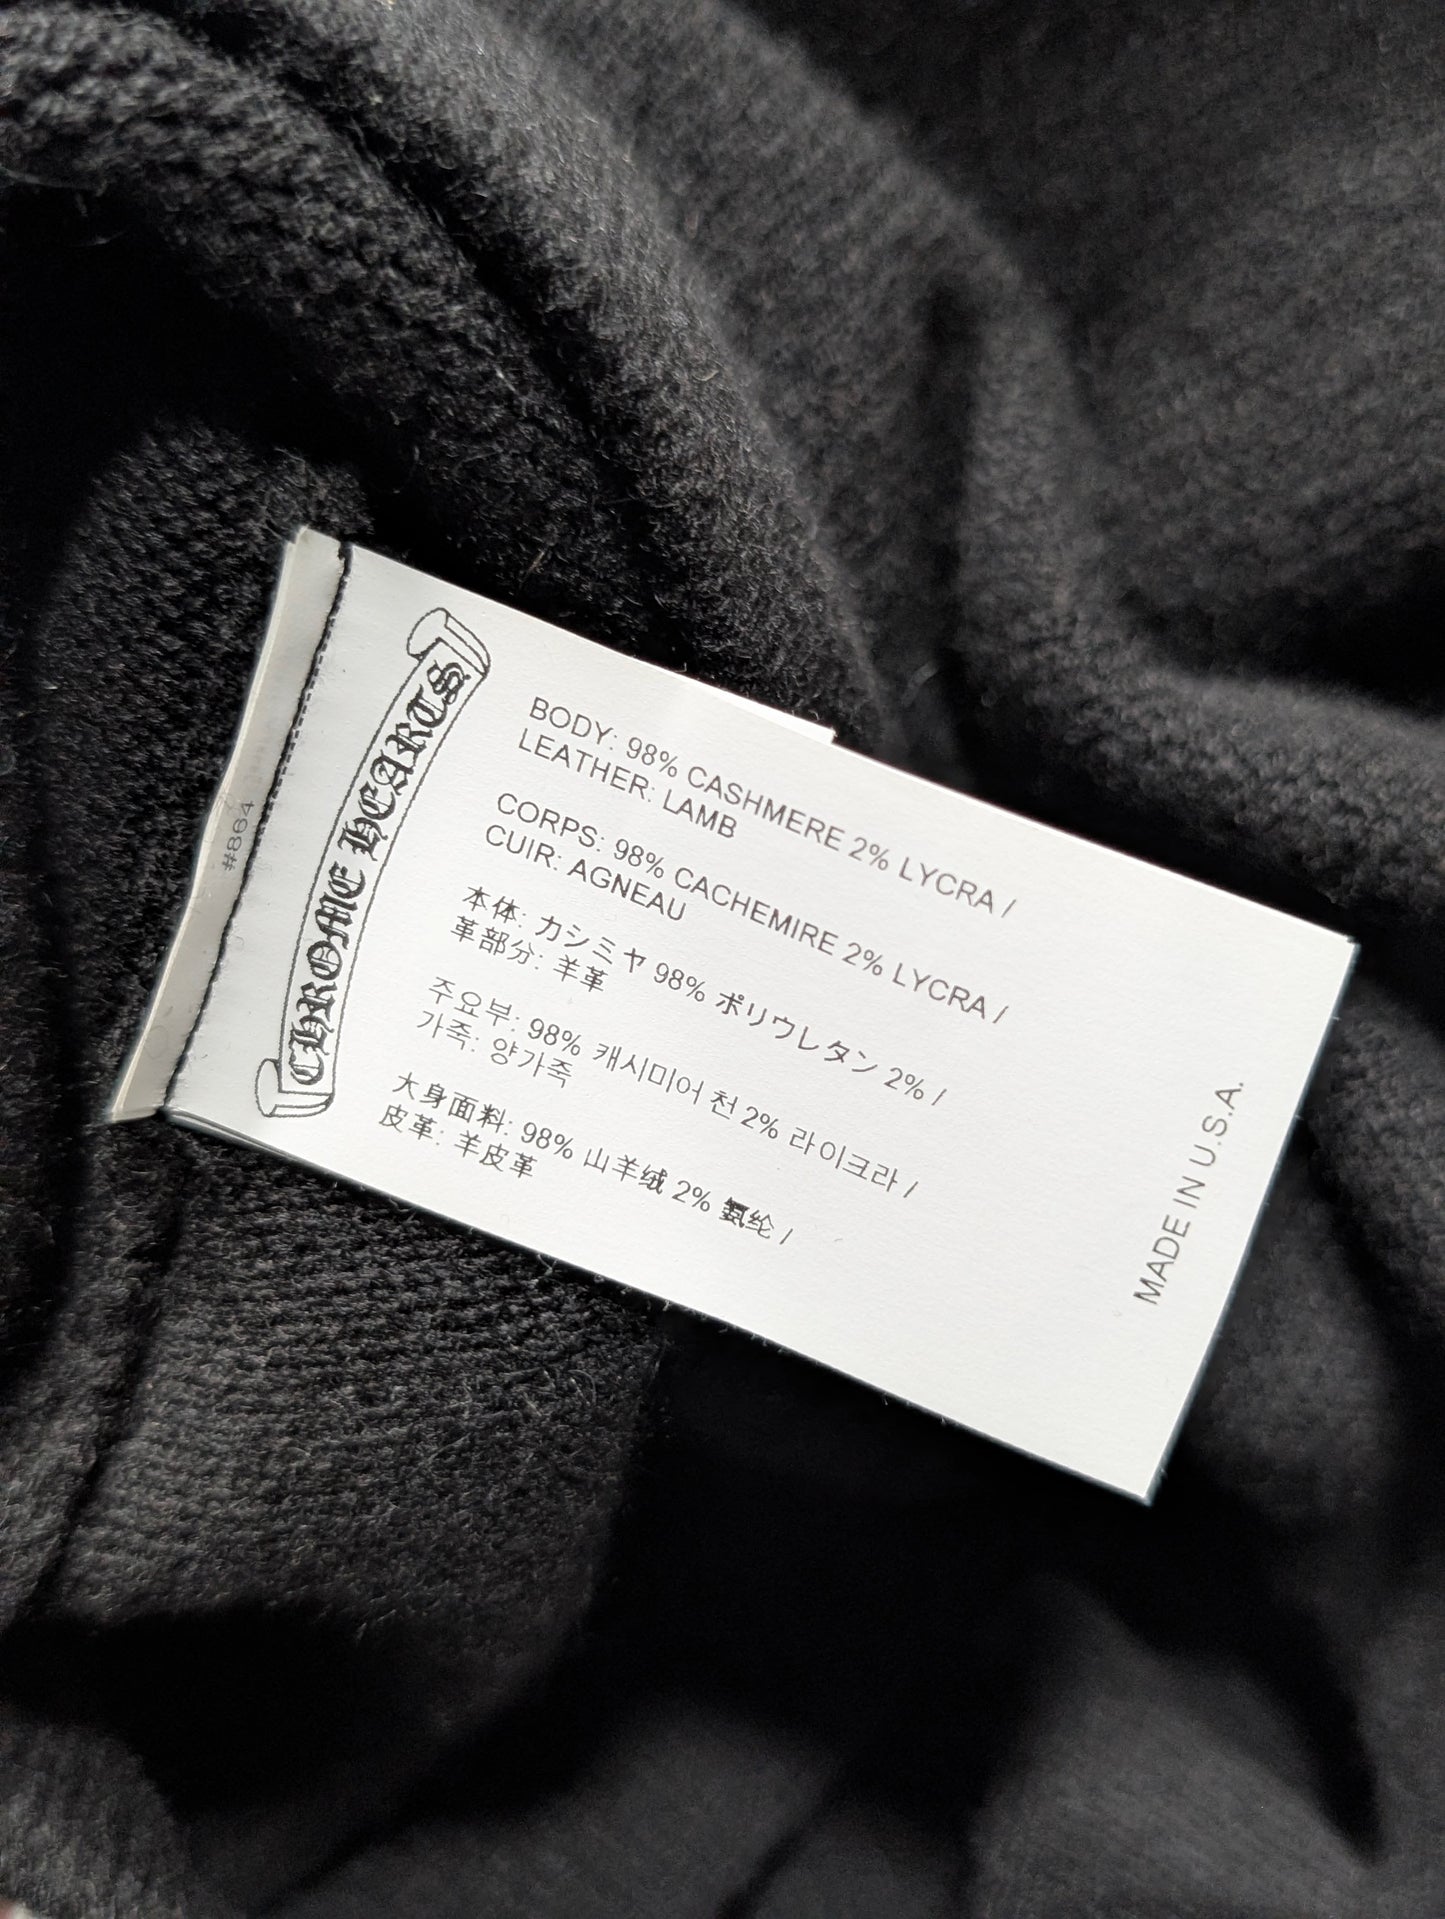 #864
CHROME HEARTS
BODY: 98% CASHMERE 2% LYCRA /
LEATHER: LAMB
CORPS: 98% CACHEMIRE 2% LYCRA /
CUIR: AGNEAU
本体: カシミヤ 98% ポリウレタン 2% /
革部分: 羊革
주요부: 98% 캐시미어 천 2% 라이크라 /
가죽: 양가죽
大身面料: 98% 山羊绒 2% 氨纶 /
皮革: 羊皮革
MADE IN U.S.A.